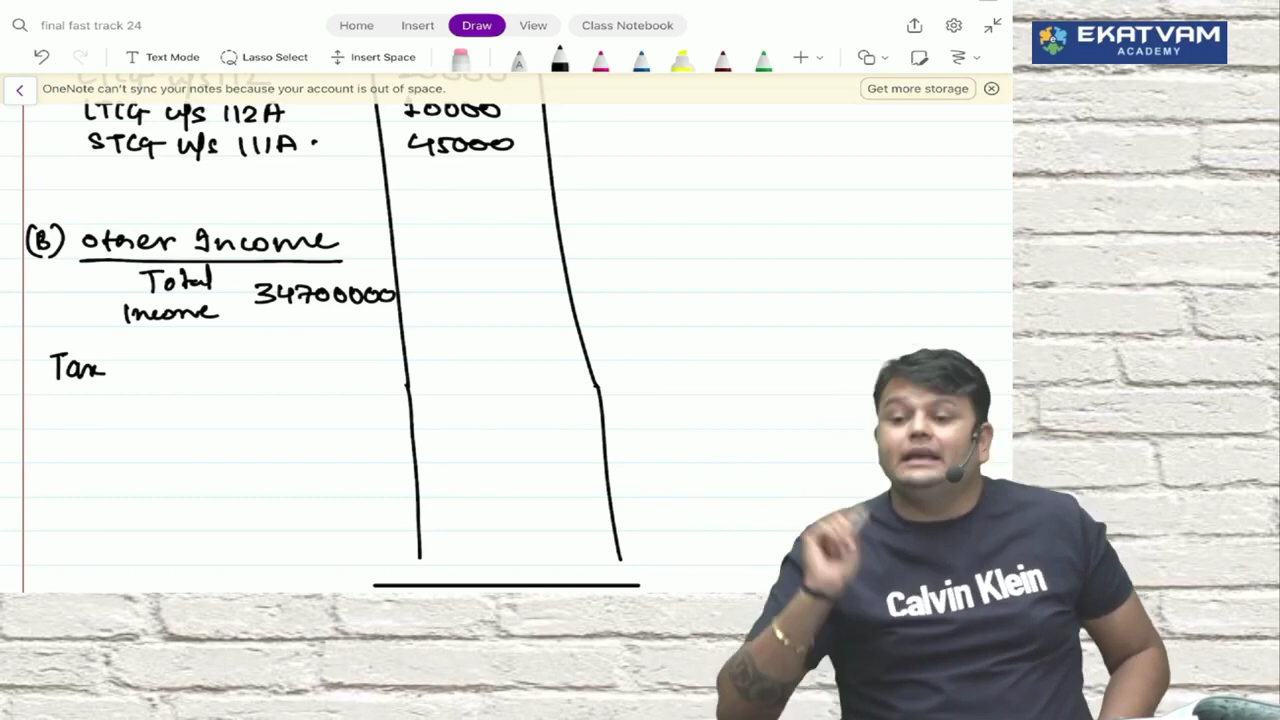 final fast track 24
Home Insert Draw View Class Notebook
Text Mode Lasso Select Insert Space
OneNote can't sync your notes because your account is out of space.
Get more storage
LTCG u/s 112A 70000
STCG u/s 111A 45000
(B) other Income
Total
Income 34700000
Tax
EKATVAM
ACADEMY
Calvin Klein